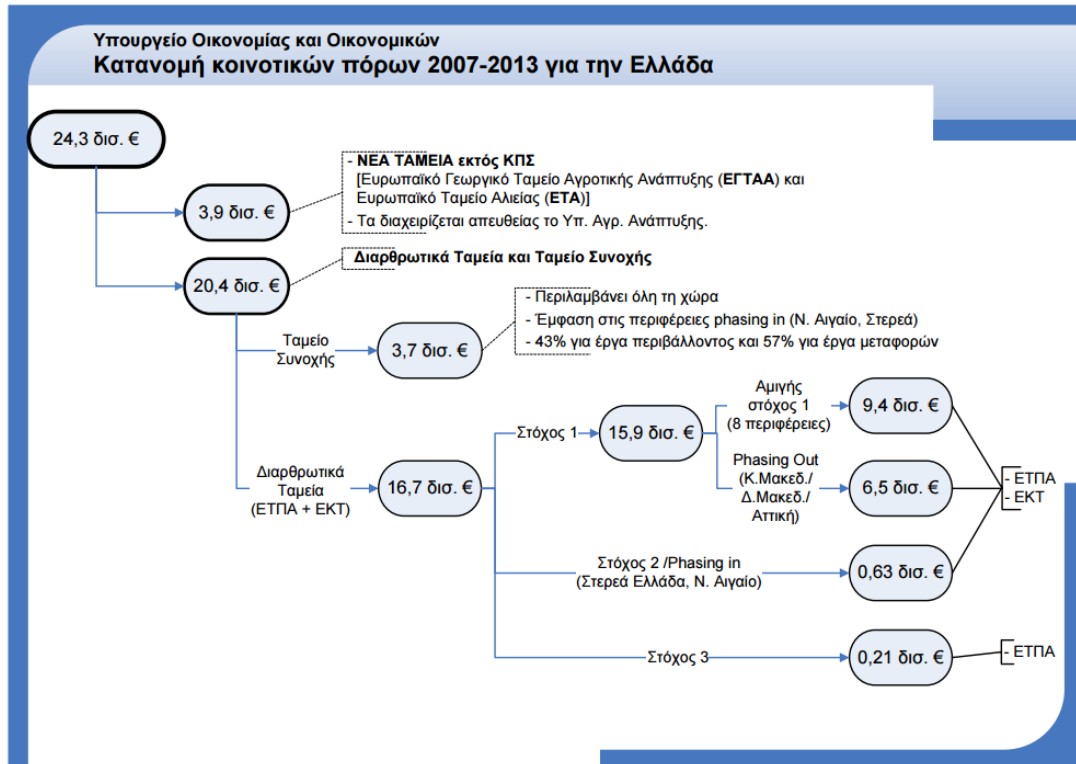 Υπουργείο Οικονομίας και Οικονομικών
Κατανομή κοινοτικών πόρων 2007-2013 για την Ελλάδα
24,3 δισ. €
3,9 δισ. €
- ΝΕΑ ΤΑΜΕΙΑ εκτός ΚΠΣ
[Ευρωπαϊκό Γεωργικό Ταμείο Αγροτικής Ανάπτυξης (ΕΓΤΑΑ) και
Ευρωπαϊκό Ταμείο Αλιείας (ΕΤΑ)]
- Τα διαχειρίζεται απευθείας το Υπ. Αγρ. Ανάπτυξης.
20,4 δισ. €
Διαρθρωτικά Ταμεία και Ταμείο Συνοχής
Ταμείο
Συνοχής
3,7 δισ. €
- Περιλαμβάνει όλη τη χώρα
- Έμφαση στις περιφέρειες phasing in (Ν. Αιγαίο, Στερεά)
- 43% για έργα περιβάλλοντος και 57% για έργα μεταφορών
Διαρθρωτικά
Ταμεία
(ΕΤΠΑ + ΕΚΤ)
16,7 δισ. €
Στόχος 1
15,9 δισ. €
Αμιγής
στόχος 1
(8 περιφέρειες)
9,4 δισ. €
Phasing Out
(Κ.Μακεδ./
Δ.Μακεδ./
Αττική)
6,5 δισ. €
- ΕΤΠΑ
- ΕΚΤ
Στόχος 2 /Phasing in
(Στερεά Ελλάδα, Ν. Αιγαίο)
0,63 δισ. €
Στόχος 3
0,21 δισ. €
- ΕΤΠΑ